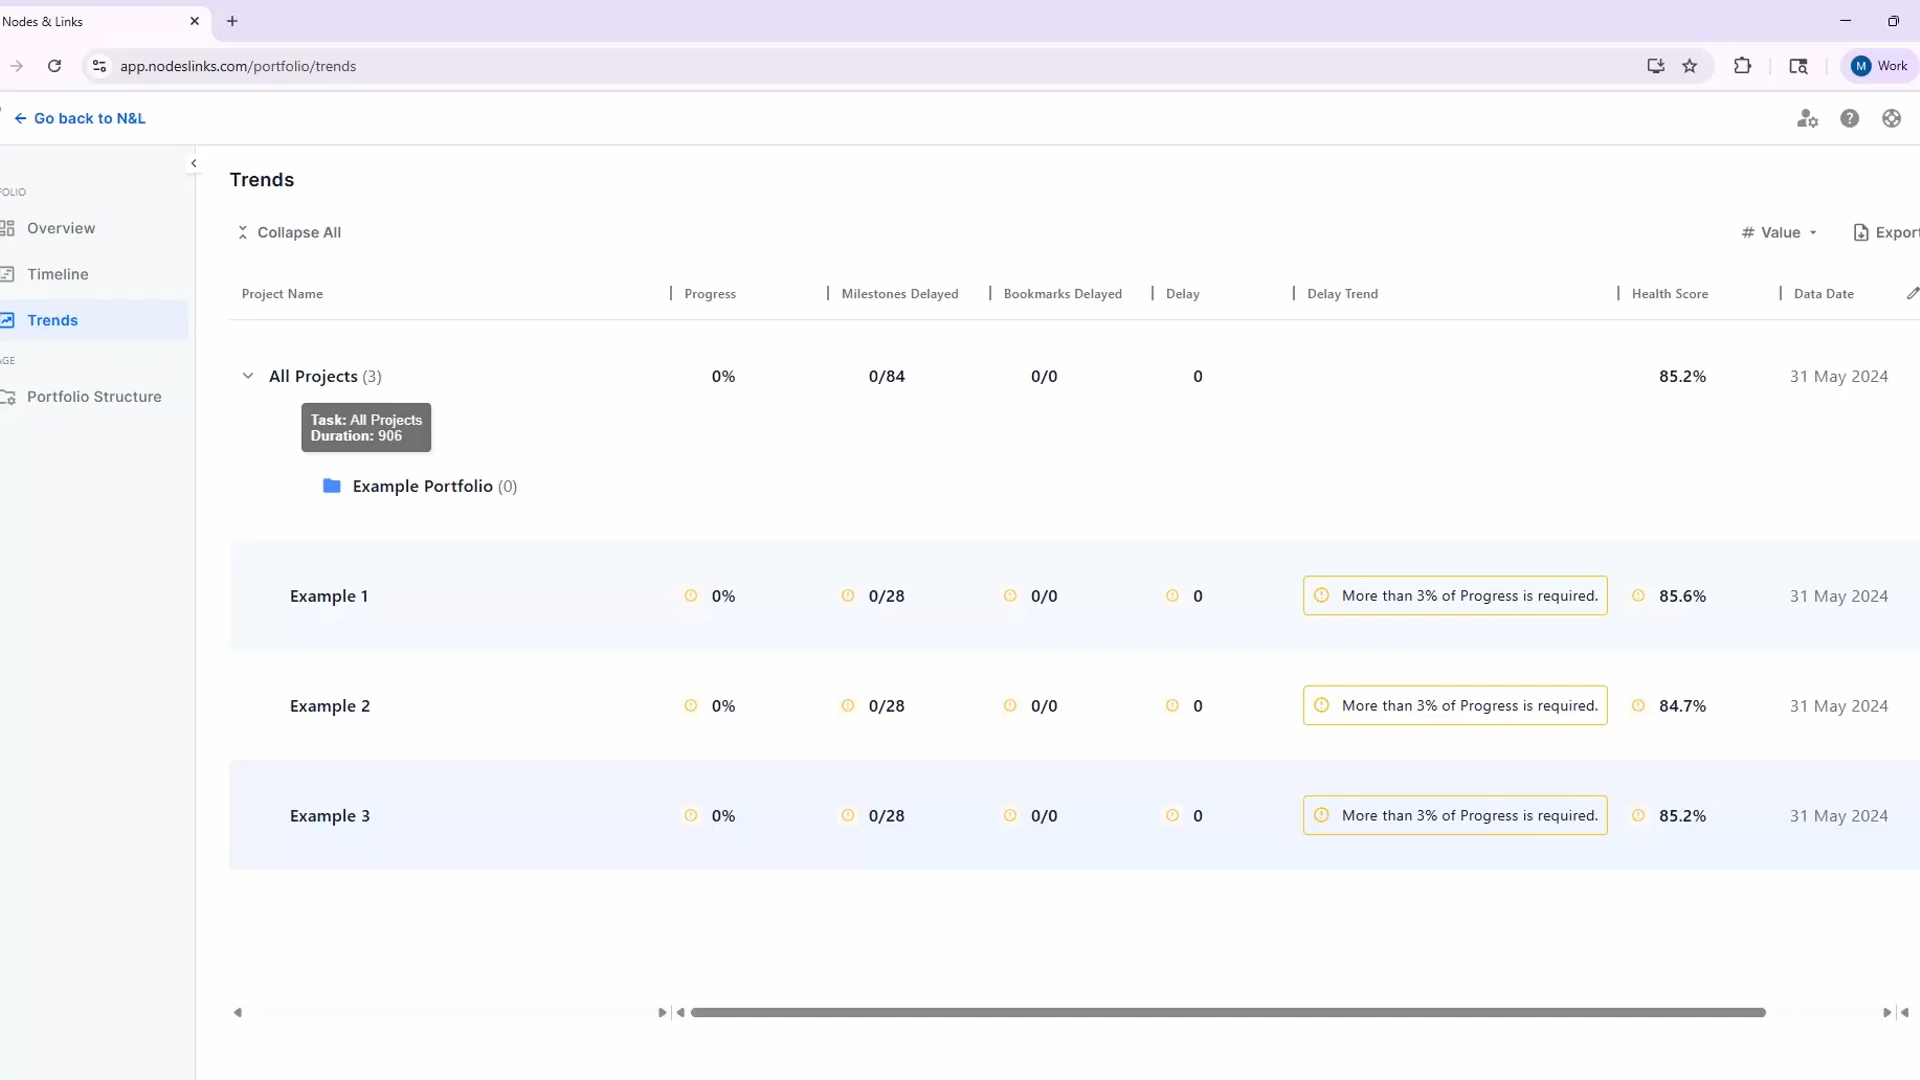 Nodes & Links
app.nodeslinks.com/portfolio/trends
M Work
Go back to N&L
FOLIO
Overview
Timeline
Trends
AGE
Portfolio Structure
Trends
Collapse All
# Value
Export
Project Name
Progress
Milestones Delayed
Bookmarks Delayed
Delay
Delay Trend
Health Score
Data Date
All Projects (3)
0%
0/84
0/0
0
85.2%
31 May 2024
Task: All Projects
Duration: 906
Example Portfolio (0)
Example 1
0%
0/28
0/0
0
More than 3% of Progress is required.
85.6%
31 May 2024
Example 2
0%
0/28
0/0
0
More than 3% of Progress is required.
84.7%
31 May 2024
Example 3
0%
0/28
0/0
0
More than 3% of Progress is required.
85.2%
31 May 2024